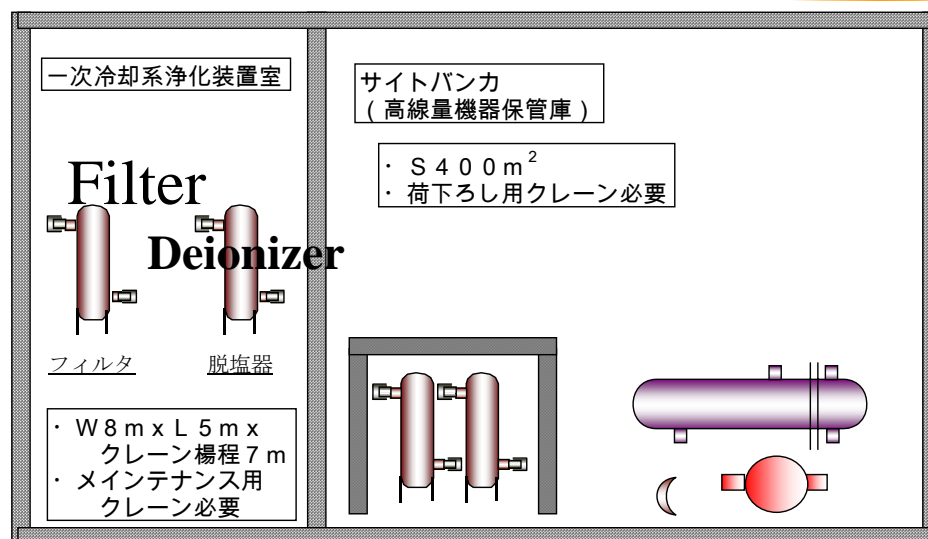 一次冷却系浄化装置室
Filter
Deionizer
フィルタ
脱塩器
・ W8mxL5mx
クレーン楊程7m
・ メインテナンス用
クレーン必要
サイトバンカ
(高線量機器保管庫)
・ S400m²
・ 荷下ろし用クレーン必要